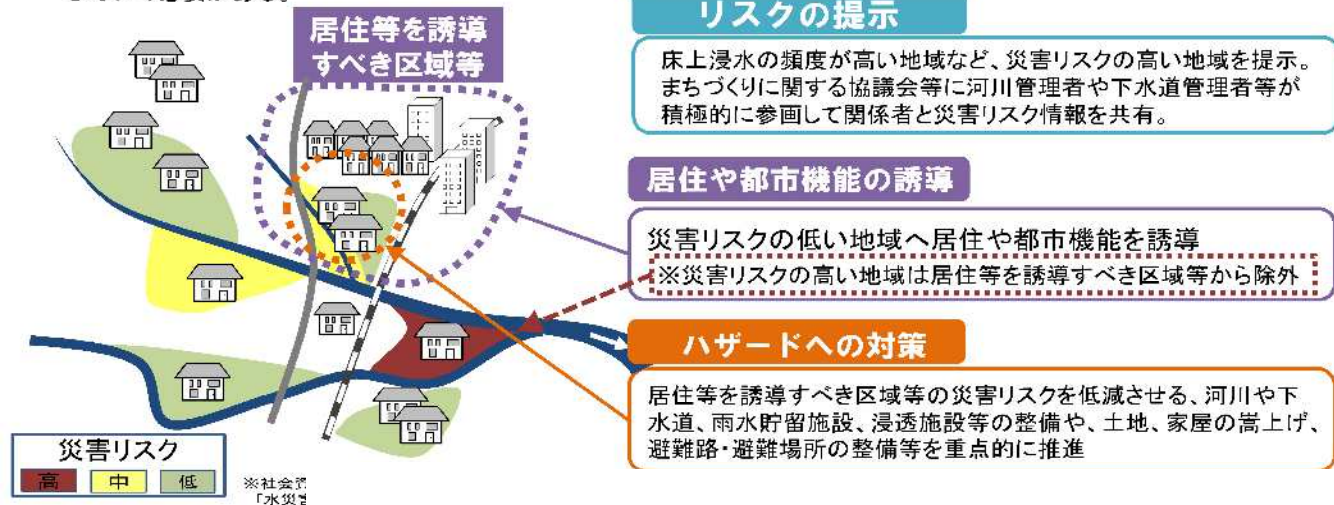 居住等を誘導
すべき区域等
リスクの提示
床上浸水の頻度が高い地域など、災害リスクの高い地域を提示。
まちづくりに関する協議会等に河川管理者や下水道管理者等が
積極的に参画して関係者と災害リスク情報を共有。
居住や都市機能の誘導
災害リスクの低い地域へ居住や都市機能を誘導
※災害リスクの高い地域は居住等を誘導すべき区域等から除外
ハザードへの対策
居住等を誘導すべき区域等の災害リスクを低減させる、河川や下
水道、雨水貯留施設、浸透施設等の整備や、土地、家屋の嵩上げ、
避難路・避難場所の整備等を重点的に推進
災害リスク
高 中 低
※社会資
「水災害